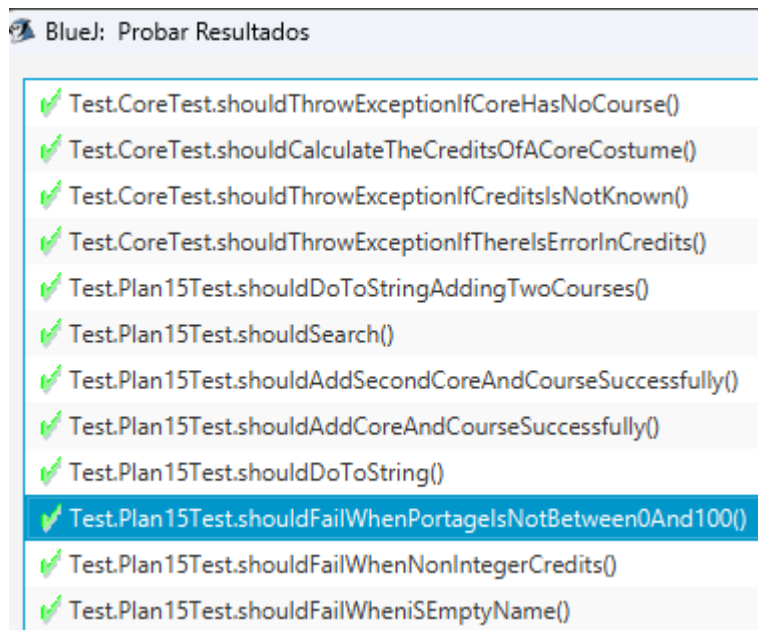 BlueJ: Probar Resultados
Test.CoreTest.shouldThrowExceptionIfCoreHasNoCourse()
Test.CoreTest.shouldCalculateTheCreditsOfACoreCostume()
Test.CoreTest.shouldThrowExceptionIfCreditsIsNotKnown()
Test.CoreTest.shouldThrowExceptionIfThereIsErrorInCredits()
Test.Plan15Test.shouldDoToStringAddingTwoCourses()
Test.Plan15Test.shouldSearch()
Test.Plan15Test.shouldAddSecondCoreAndCourseSuccessfully()
Test.Plan15Test.shouldAddCoreAndCourseSuccessfully()
Test.Plan15Test.shouldDoToString()
Test.Plan15Test.shouldFailWhenPortageIsNotBetween0And100()
Test.Plan15Test.shouldFailWhenNonIntegerCredits()
Test.Plan15Test.shouldFailWheniSEmptyName()